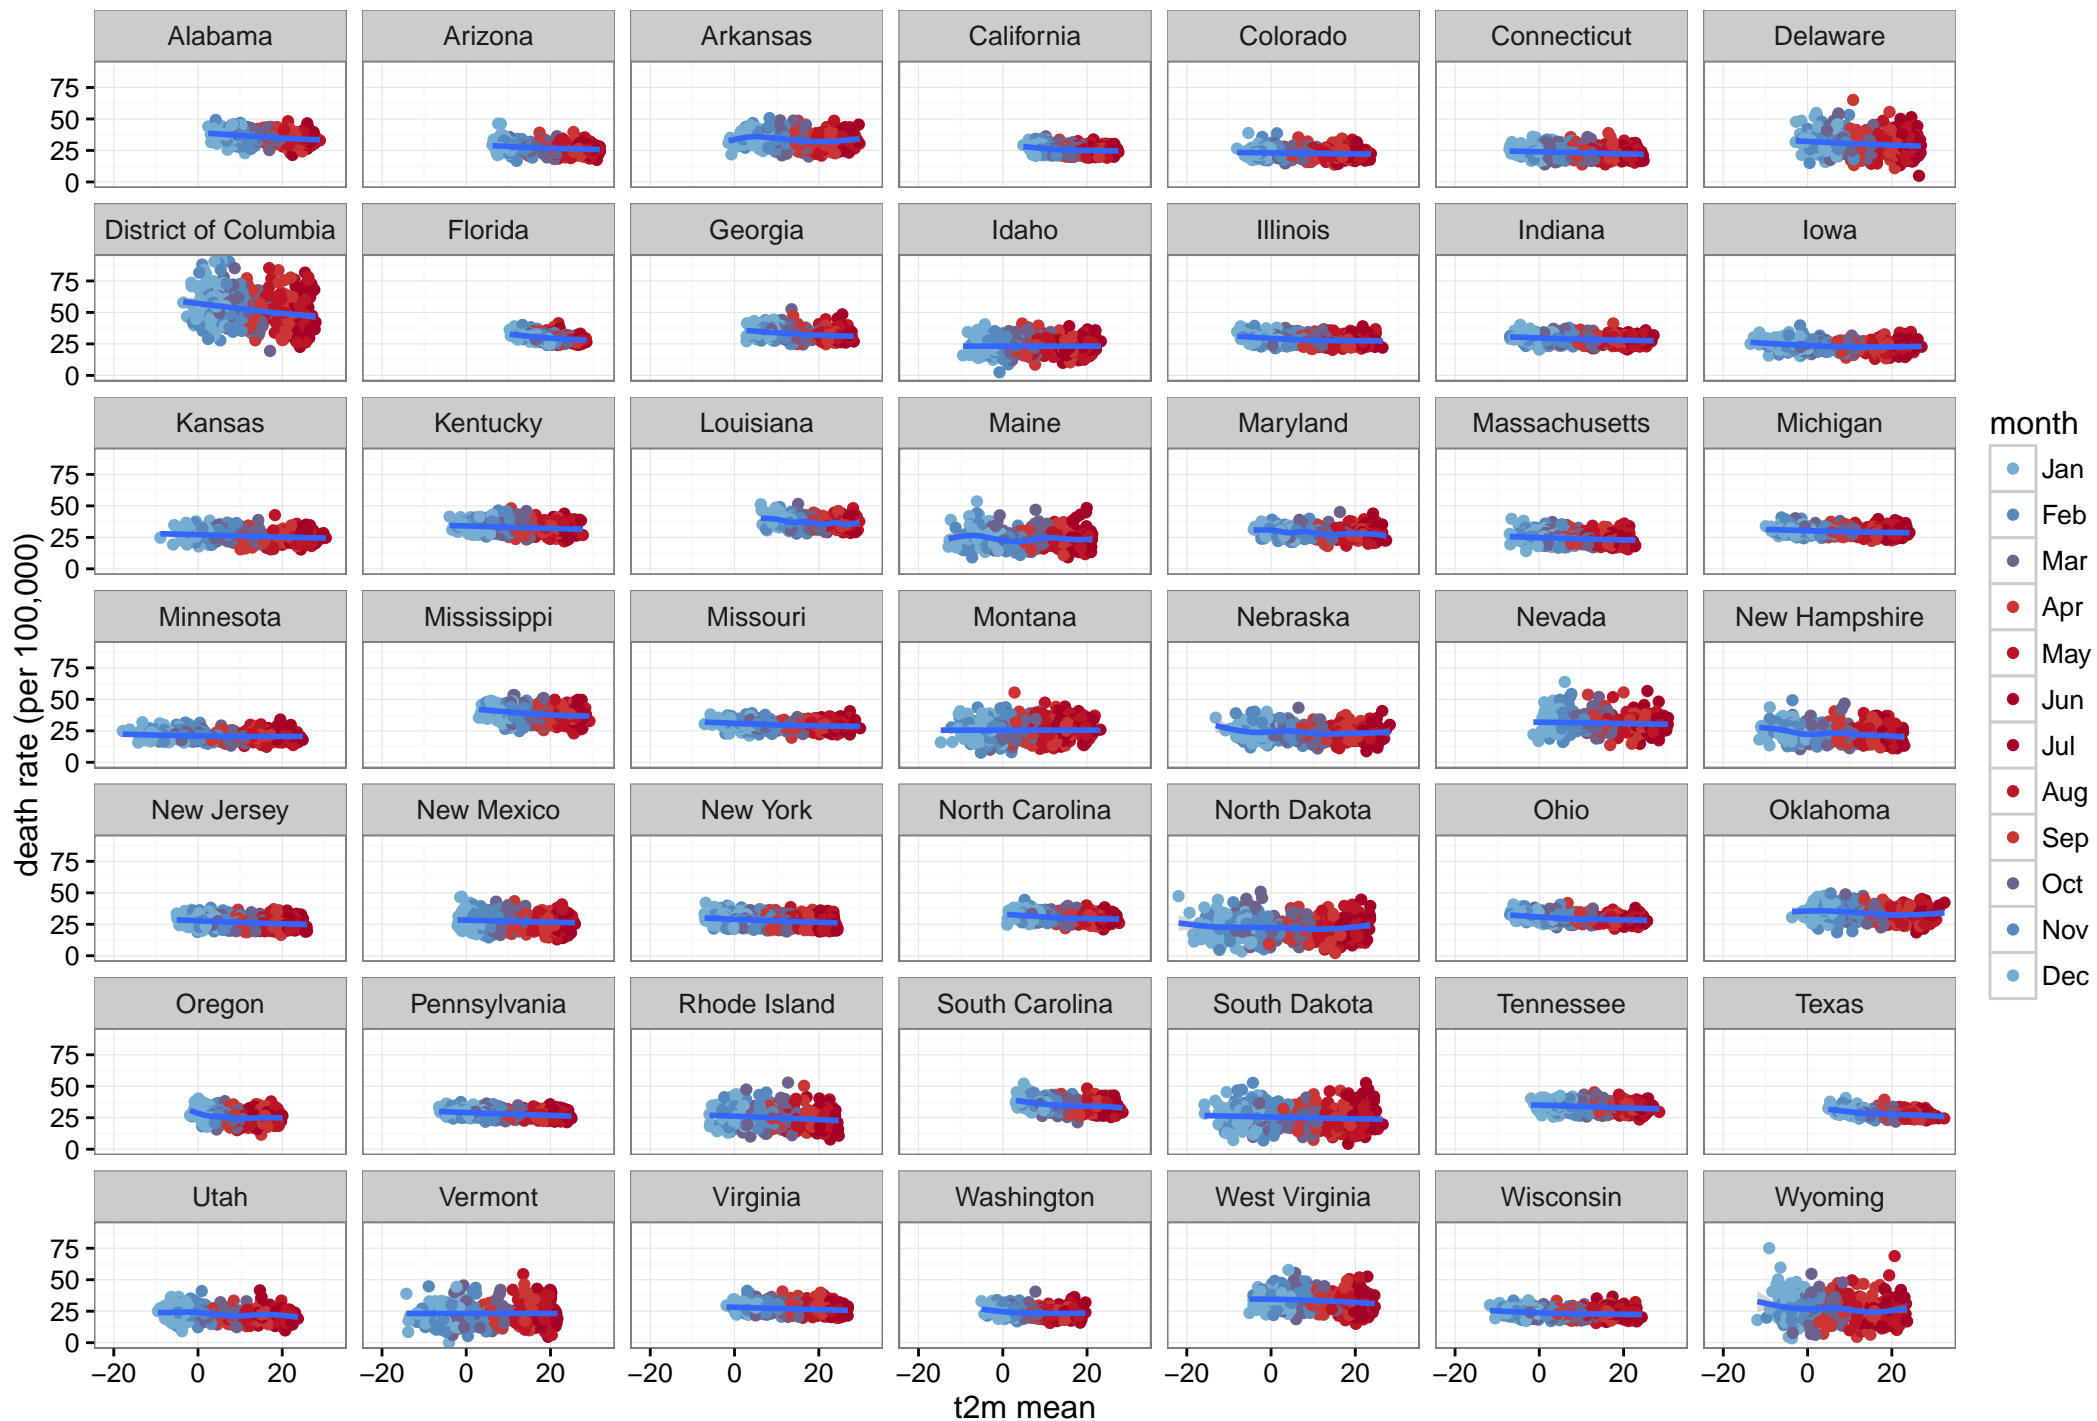 Alabama Arizona Arkansas California Colorado Connecticut Delaware
75
50
25
0
District of Columbia Florida Georgia Idaho Illinois Indiana Iowa
75
50
25
0
Kansas Kentucky Louisiana Maine Maryland Massachusetts Michigan
75
50
25
0
Minnesota Mississippi Missouri Montana Nebraska Nevada New Hampshire
75
50
25
0
New Jersey New Mexico New York North Carolina North Dakota Ohio Oklahoma
75
50
25
0
Oregon Pennsylvania Rhode Island South Carolina South Dakota Tennessee Texas
75
50
25
0
Utah Vermont Virginia Washington West Virginia Wisconsin Wyoming
75
50
25
0
−20 0 20 −20 0 20 −20 0 20 −20 0 20 −20 0 20 −20 0 20 −20 0 20
t2m mean
death rate (per 100,000)
month
Jan
Feb
Mar
Apr
May
Jun
Jul
Aug
Sep
Oct
Nov
Dec